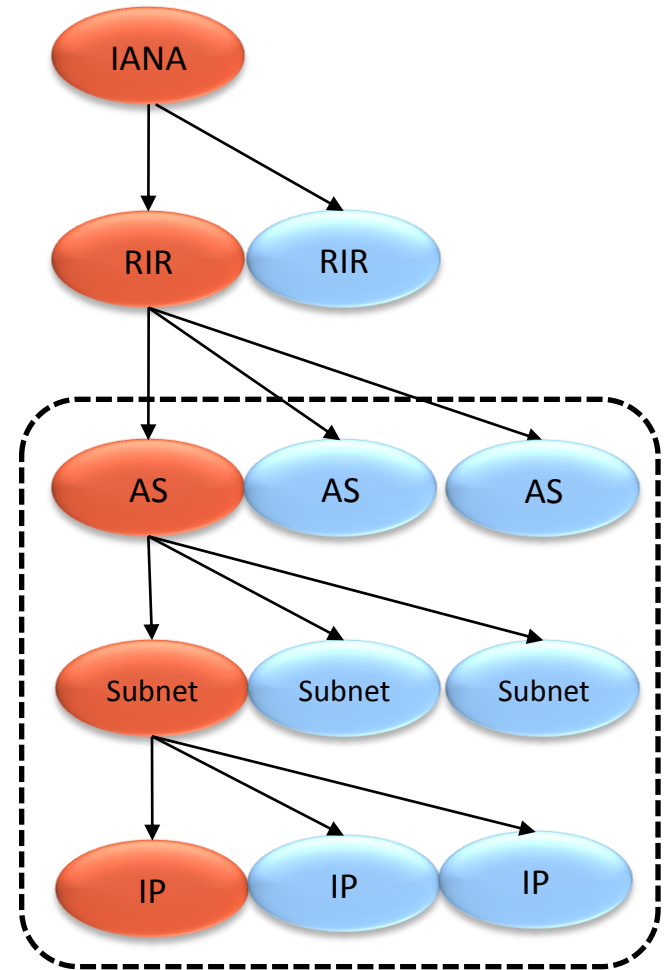 IANA
RIR
RIR
AS
AS
AS
Subnet
Subnet
Subnet
IP
IP
IP